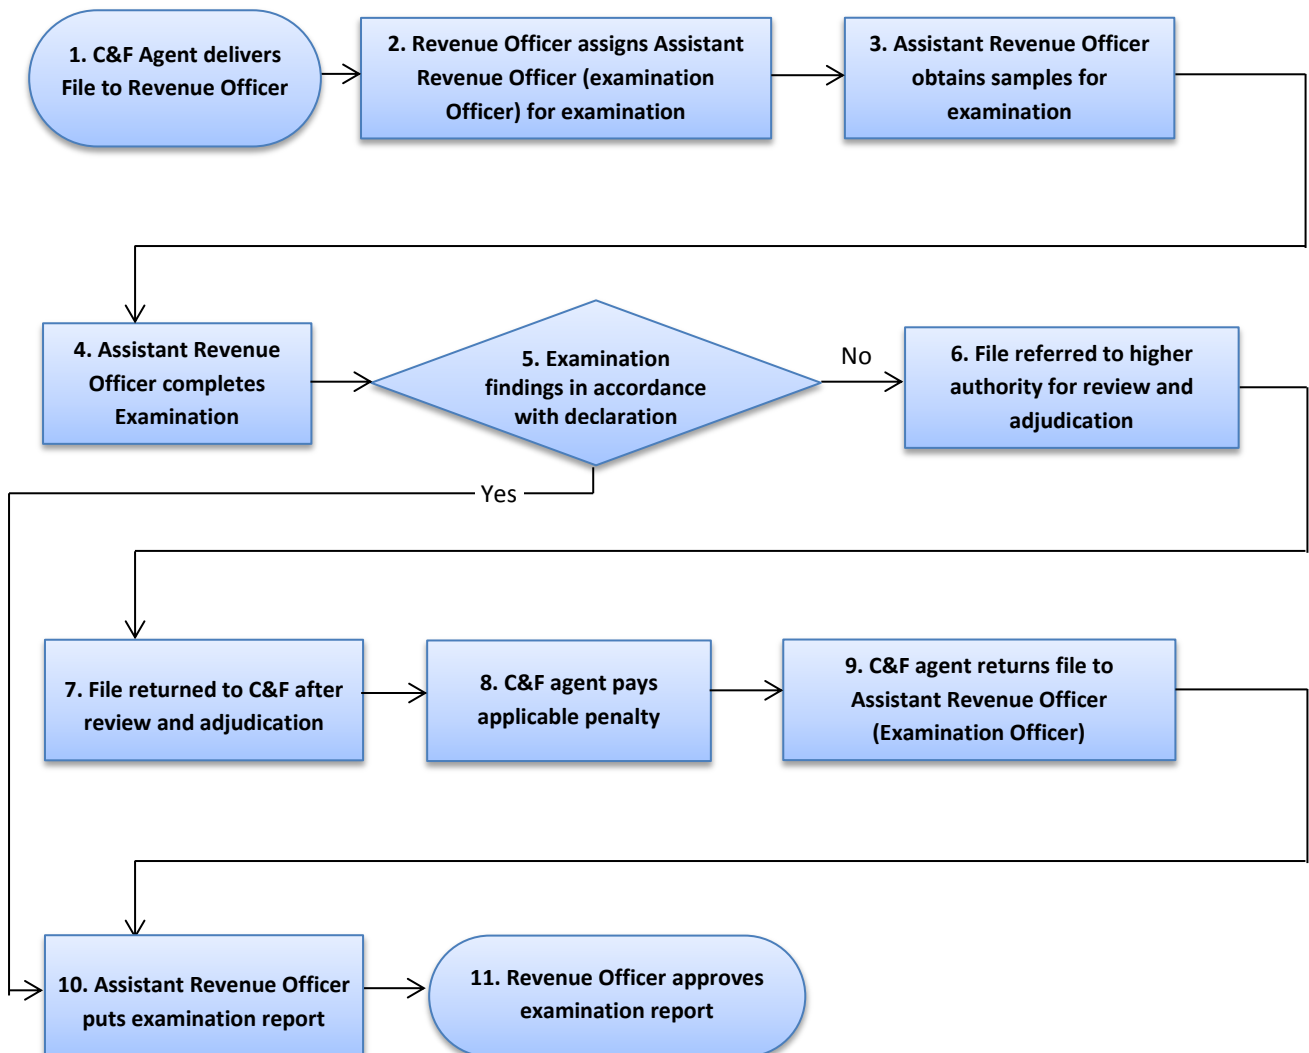 1. C&F Agent delivers
File to Revenue Officer
2. Revenue Officer assigns Assistant
Revenue Officer (examination
Officer) for examination
3. Assistant Revenue Officer
obtains samples for
examination
4. Assistant Revenue
Officer completes
Examination
5. Examination
findings in accordance
with declaration
No
6. File referred to higher
authority for review and
adjudication
Yes
7. File returned to C&F after
review and adjudication
8. C&F agent pays
applicable penalty
9. C&F agent returns file to
Assistant Revenue Officer
(Examination Officer)
10. Assistant Revenue Officer
puts examination report
11. Revenue Officer approves
examination report